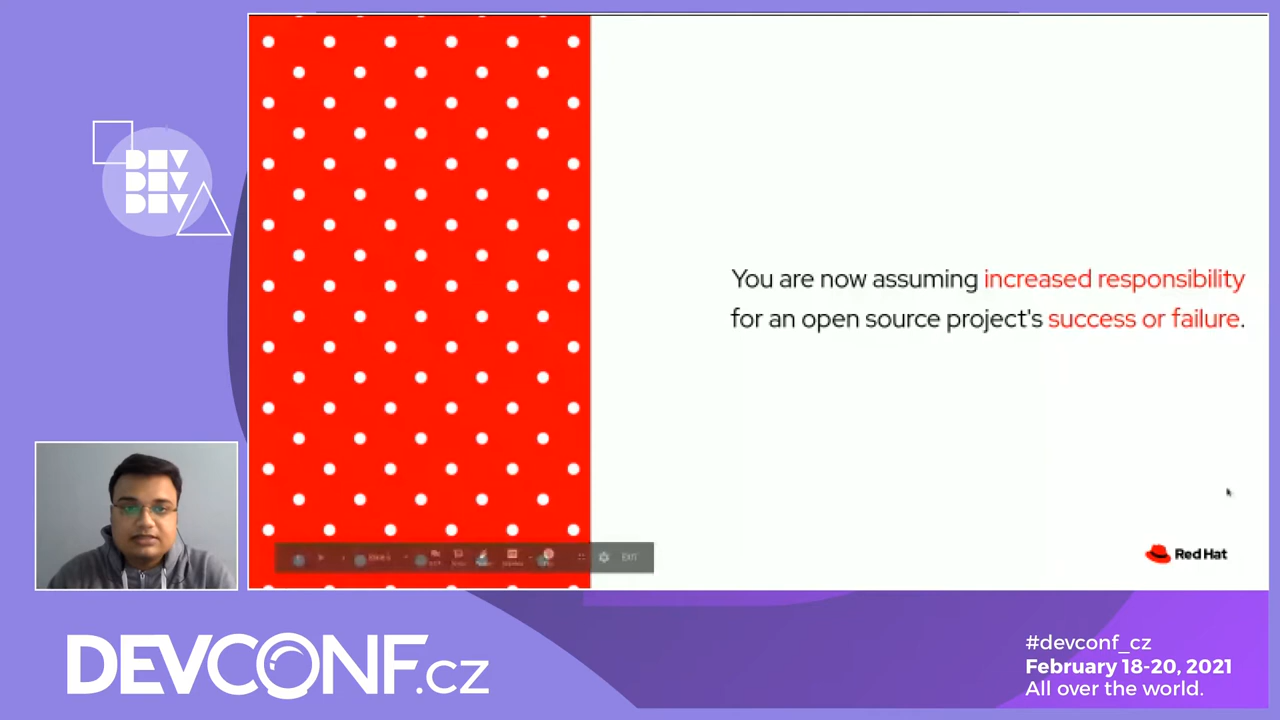 DEV
DEV
DEV
You are now assuming increased responsibility
for an open source project's success or failure.
EXIT
Red Hat
DEVCONF.cz
#devconf_cz
February 18-20, 2021
All over the world.